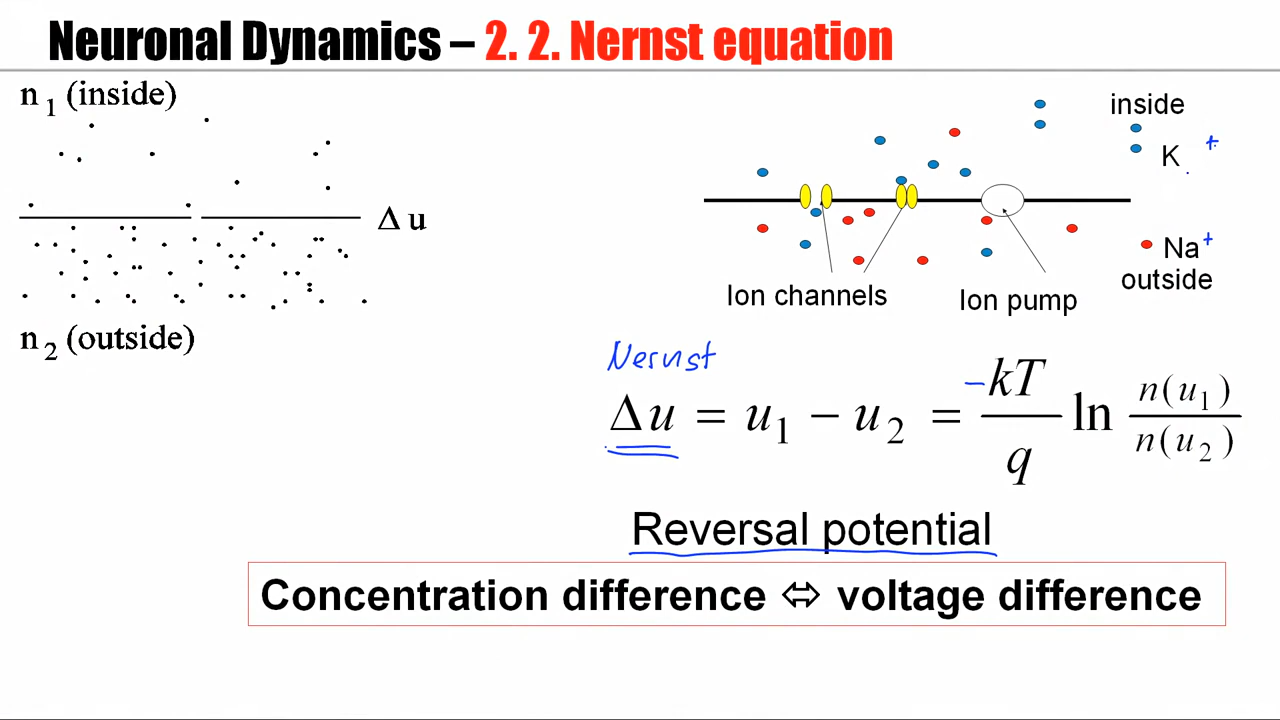 Neuronal Dynamics – 2. 2. Nernst equation
n 1 (inside)
Δ u
n 2 (outside)
inside
K +
Na +
outside
Ion channels
Ion pump
Nernst
Δu = u1 − u2 = −kT/q ln n(u1)/n(u2)
Reversal potential
Concentration difference ⇔ voltage difference